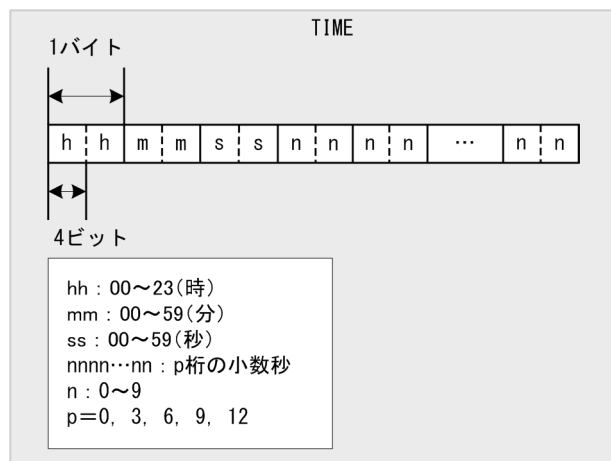 TIME
1バイト
h h m m s s n n n n … n n
4ビット
hh：00～23(時)
mm：00～59(分)
ss：00～59(秒)
nnnn…nn：p桁の小数秒
n：0～9
p＝0, 3, 6, 9, 12